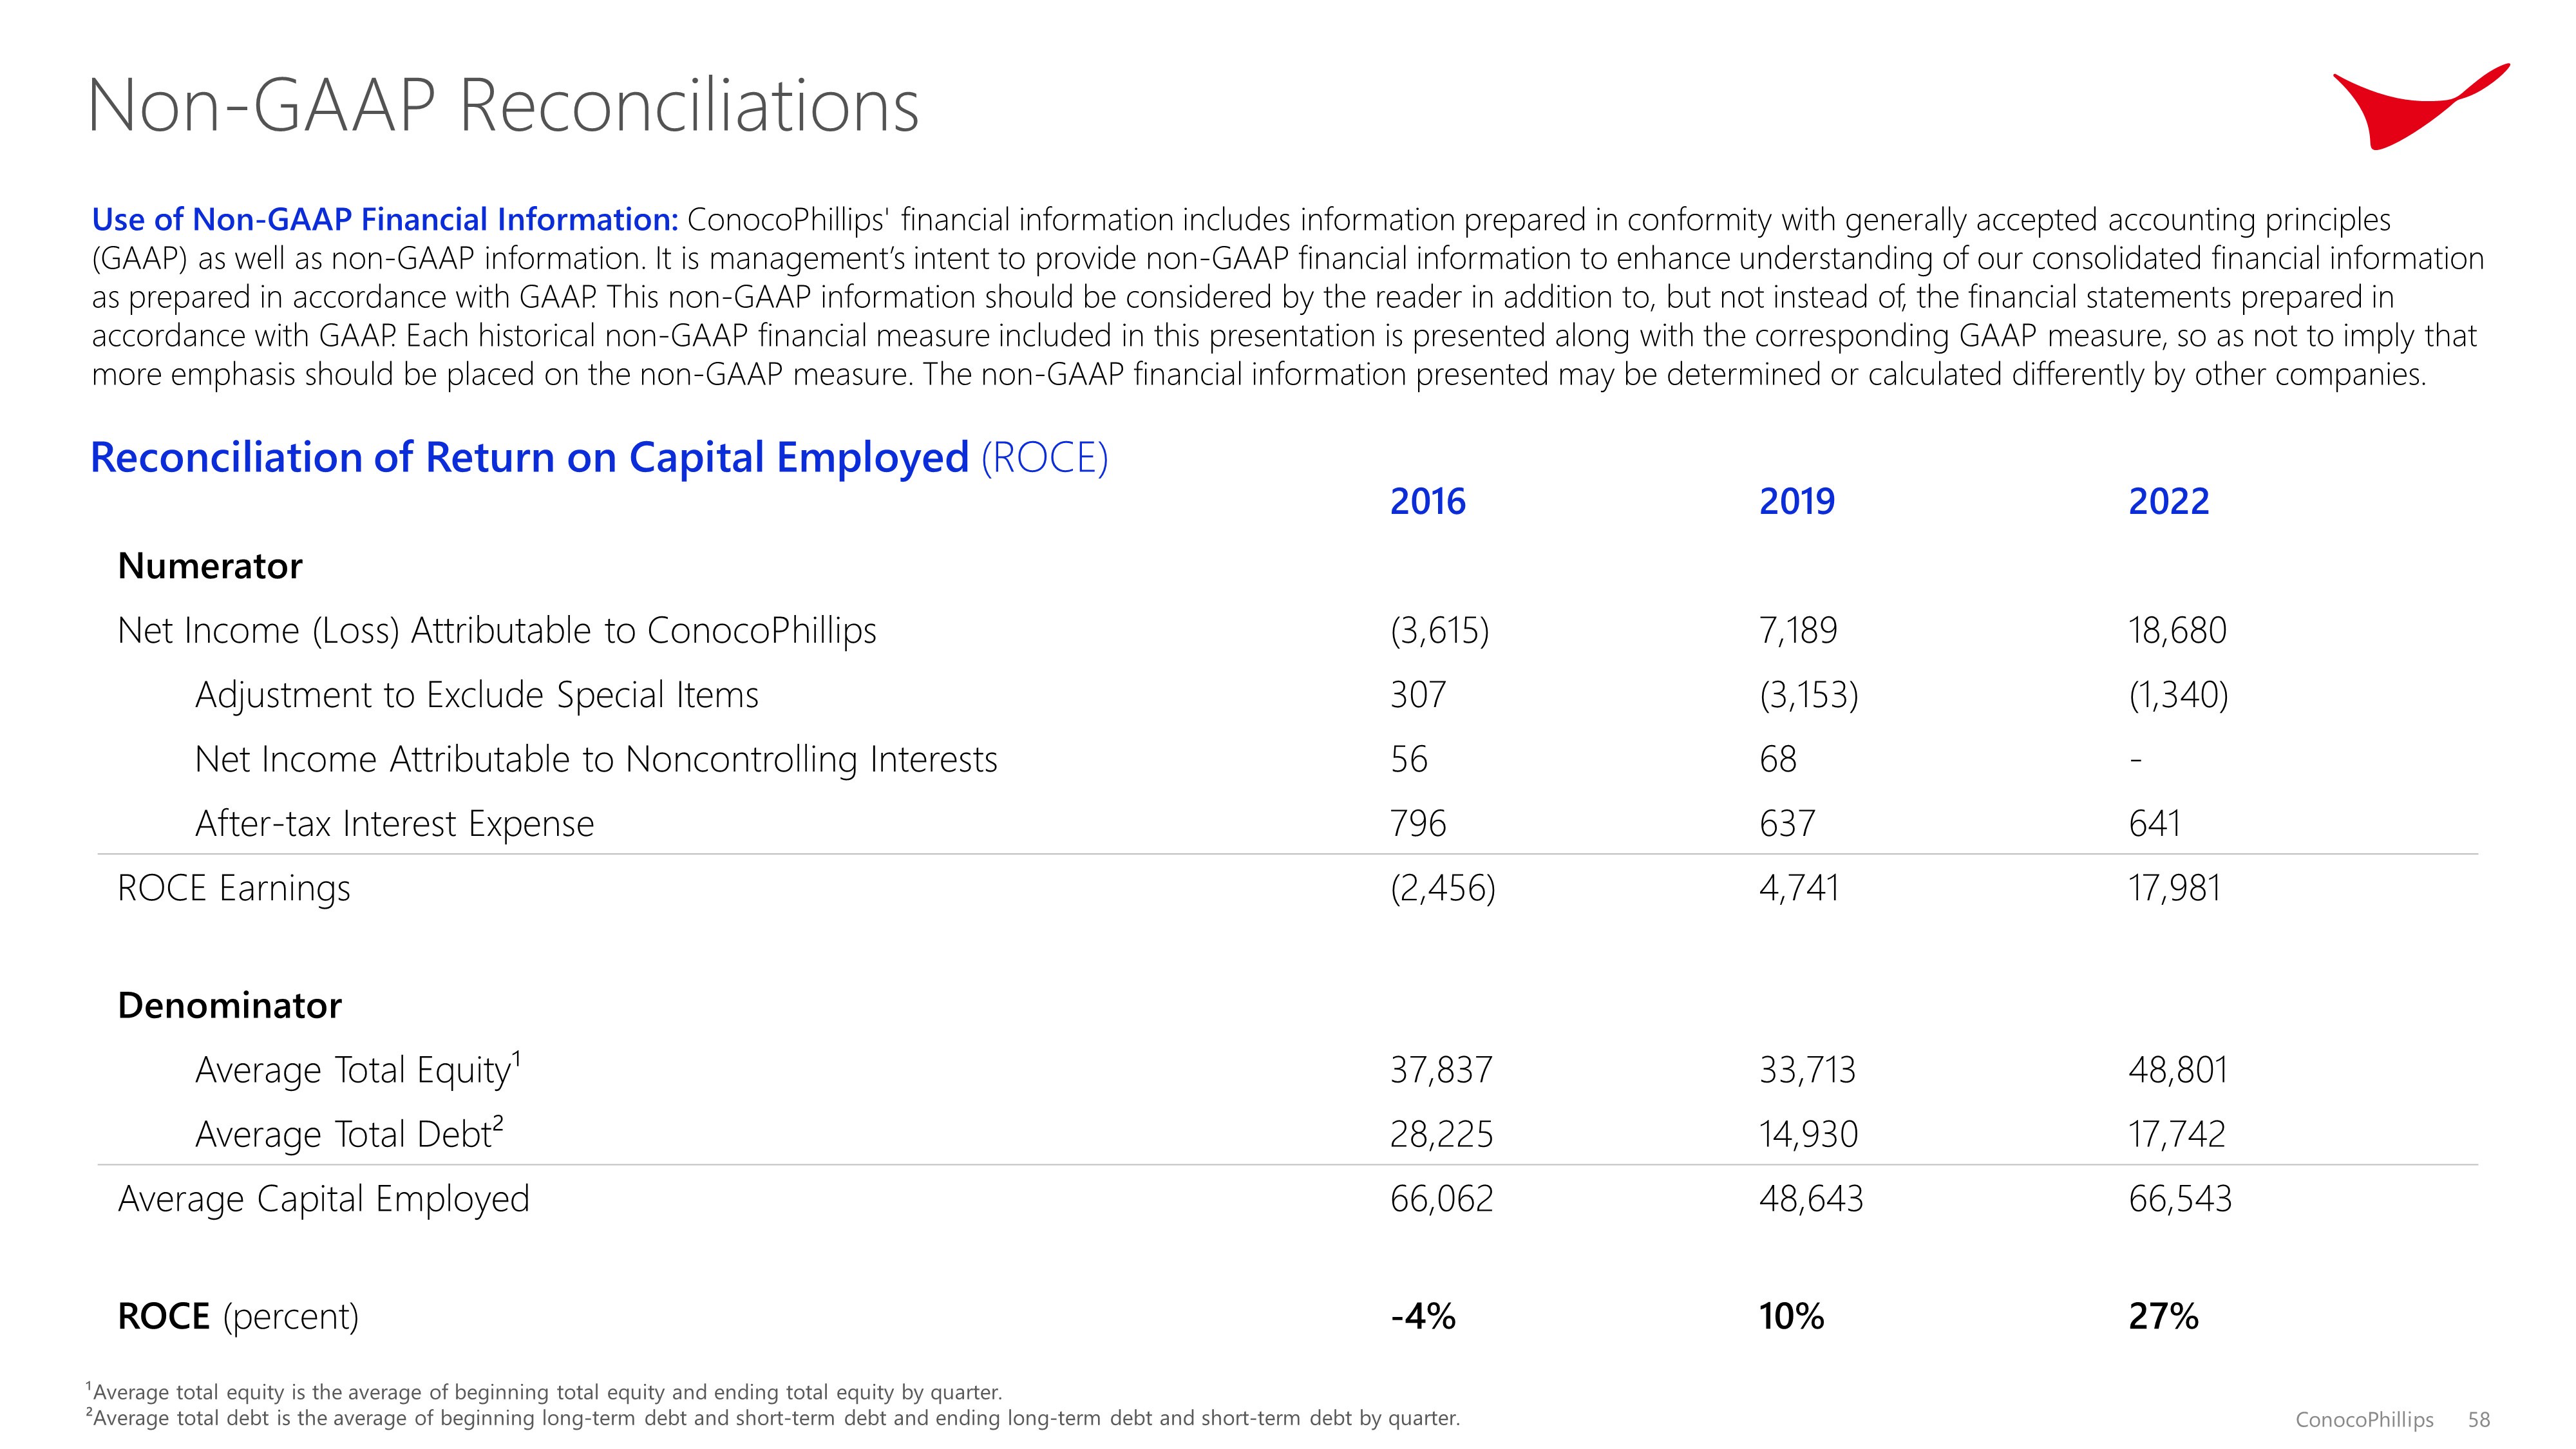 Non-GAAP Reconciliations
Use of Non-GAAP Financial Information: ConocoPhillips' financial information includes information prepared in conformity with generally accepted accounting principles
(GAAP) as well as non-GAAP information. It is management’s intent to provide non-GAAP financial information to enhance understanding of our consolidated financial information
as prepared in accordance with GAAP. This non-GAAP information should be considered by the reader in addition to, but not instead of, the financial statements prepared in
accordance with GAAP. Each historical non-GAAP financial measure included in this presentation is presented along with the corresponding GAAP measure, so as not to imply that
more emphasis should be placed on the non-GAAP measure. The non-GAAP financial information presented may be determined or calculated differently by other companies.
Reconciliation of Return on Capital Employed (ROCE)
2016 2019 2022
Numerator
Net Income (Loss) Attributable to ConocoPhillips (3,615) 7,189 18,680
Adjustment to Exclude Special Items 307 (3,153) (1,340)
Net Income Attributable to Noncontrolling Interests 56 68 -
After-tax Interest Expense 796 637 641
ROCE Earnings (2,456) 4,741 17,981
Denominator
Average Total Equity¹ 37,837 33,713 48,801
Average Total Debt² 28,225 14,930 17,742
Average Capital Employed 66,062 48,643 66,543
ROCE (percent) -4% 10% 27%
¹Average total equity is the average of beginning total equity and ending total equity by quarter.
²Average total debt is the average of beginning long-term debt and short-term debt and ending long-term debt and short-term debt by quarter.
ConocoPhillips 58